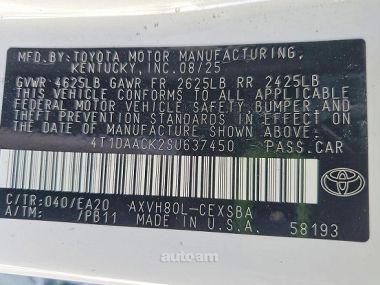 MFD.BY:TOYOTA MOTOR MANUFACTURING,
KENTUCKY, INC.08/25
GVWR 4625LB GAWR FR 2625LB RR 2425LB
THIS VEHICLE CONFORMS TO ALL APPLICABLE
FEDERAL MOTOR VEHICLE SAFETY, BUMPER,
AND THEFT PREVENTION STANDARDS IN EFFECT
ON THE DATE OF MANUFACTURE SHOWN ABOVE.
4T1DAACK2SU637450 PASS.CAR
C/TR:040/EA20 AXVH80L-CEXSBA
A/TM: /PB11 MADE IN U.S.A.
58193
TOYOTA
autoam